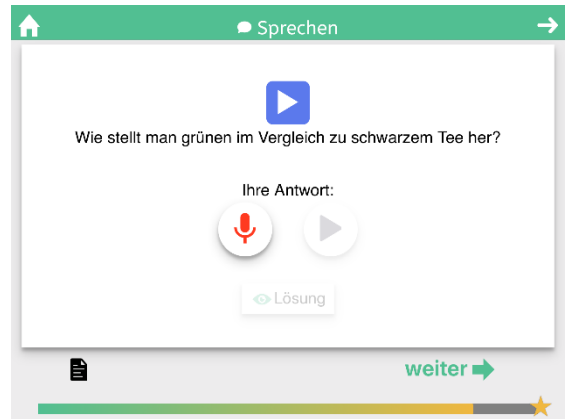 Sprechen
Wie stellt man grünen im Vergleich zu schwarzem Tee her?
Ihre Antwort:
Lösung
weiter